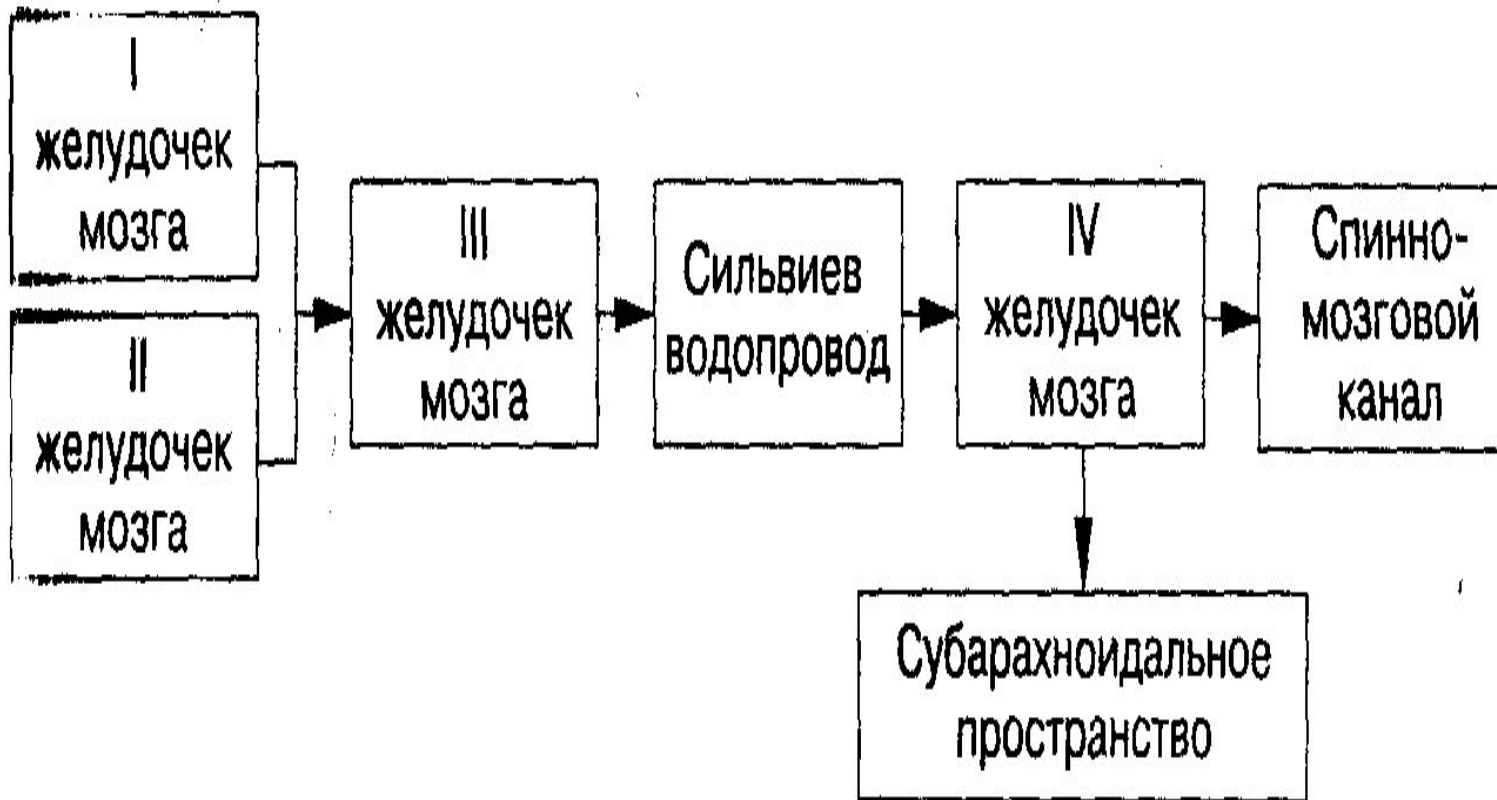 I
желудочек
мозга
II
желудочек
мозга
III
желудочек
мозга
Сильвиев
водопровод
IV
желудочек
мозга
Спинно-
мозговой
канал
Субарахноидальное
пространство